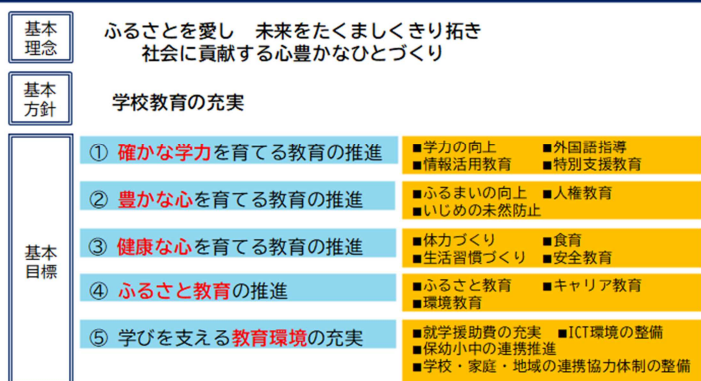 基本
理念
ふるさとを愛し　未来をたくましくきり拓き
社会に貢献する心豊かなひとづくり
基本
方針
学校教育の充実
基本
目標
① 確かな学力を育てる教育の推進
■学力の向上　■外国語指導
■情報活用教育　■特別支援教育
② 豊かな心を育てる教育の推進
■ふるまいの向上　■人権教育
■いじめの未然防止
③ 健康な心を育てる教育の推進
■体力づくり　■食育
■生活習慣づくり　■安全教育
④ ふるさと教育の推進
■ふるさと教育　■キャリア教育
■環境教育
⑤ 学びを支える教育環境の充実
■就学援助費の充実　■ICT環境の整備
■保幼小中の連携推進
■学校・家庭・地域の連携協力体制の整備